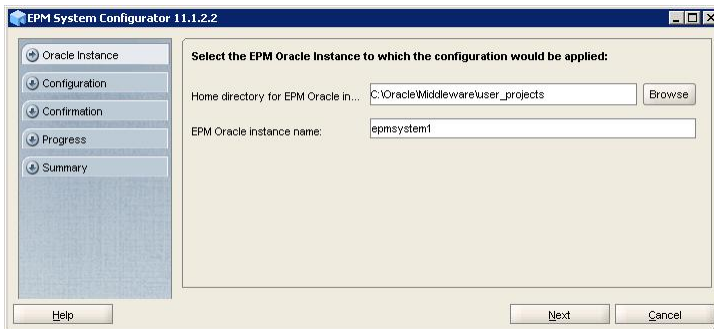 EPM System Configurator 11.1.2.2
Oracle Instance
Configuration
Confirmation
Progress
Summary
Select the EPM Oracle Instance to which the configuration would be applied:
Home directory for EPM Oracle in... C:\Oracle\Middleware\user_projects Browse
EPM Oracle instance name: epmsystem1
Help Next Cancel